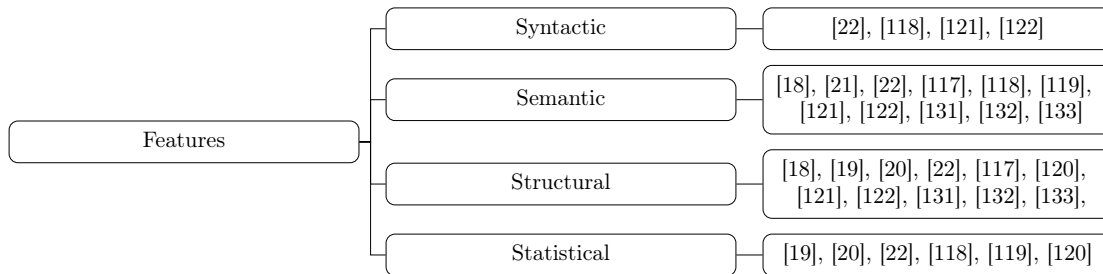 Features
Syntactic
[22], [118], [121], [122]
Semantic
[18], [21], [22], [117], [118], [119],
[121], [122], [131], [132], [133]
Structural
[18], [19], [20], [22], [117], [120],
[121], [122], [131], [132], [133],
Statistical
[19], [20], [22], [118], [119], [120]